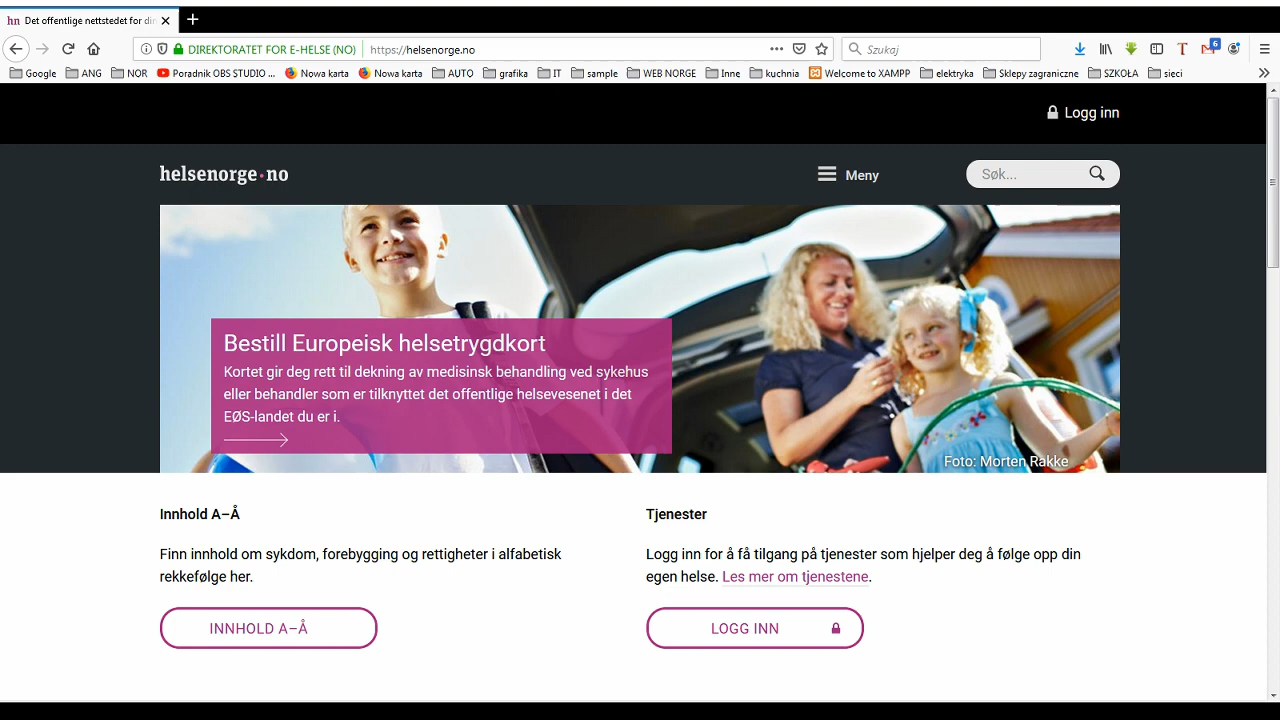 hn Det offentlige nettstedet for din
DIREKTORATET FOR E-HELSE (NO) https://helsenorge.no Szukaj 6
Google ANG NOR Poradnik OBS STUDIO ... Nowa karta Nowa karta AUTO grafika IT sample WEB NORGE Inne kuchnia Welcome to XAMPP elektryka Sklepy zagraniczne SZKOŁA sieci
Logg inn
helsenorge·no Meny Søk...
Bestill Europeisk helsetrygdkort
Kortet gir deg rett til dekning av medisinsk behandling ved sykehus
eller behandler som er tilknyttet det offentlige helsevesenet i det
EØS-landet du er i.
Foto: Morten Rakke
Innhold A–Å
Finn innhold om sykdom, forebygging og rettigheter i alfabetisk
rekkefølge her.
INNHOLD A–Å
Tjenester
Logg inn for å få tilgang på tjenester som hjelper deg å følge opp din
egen helse. Les mer om tjenestene.
LOGG INN